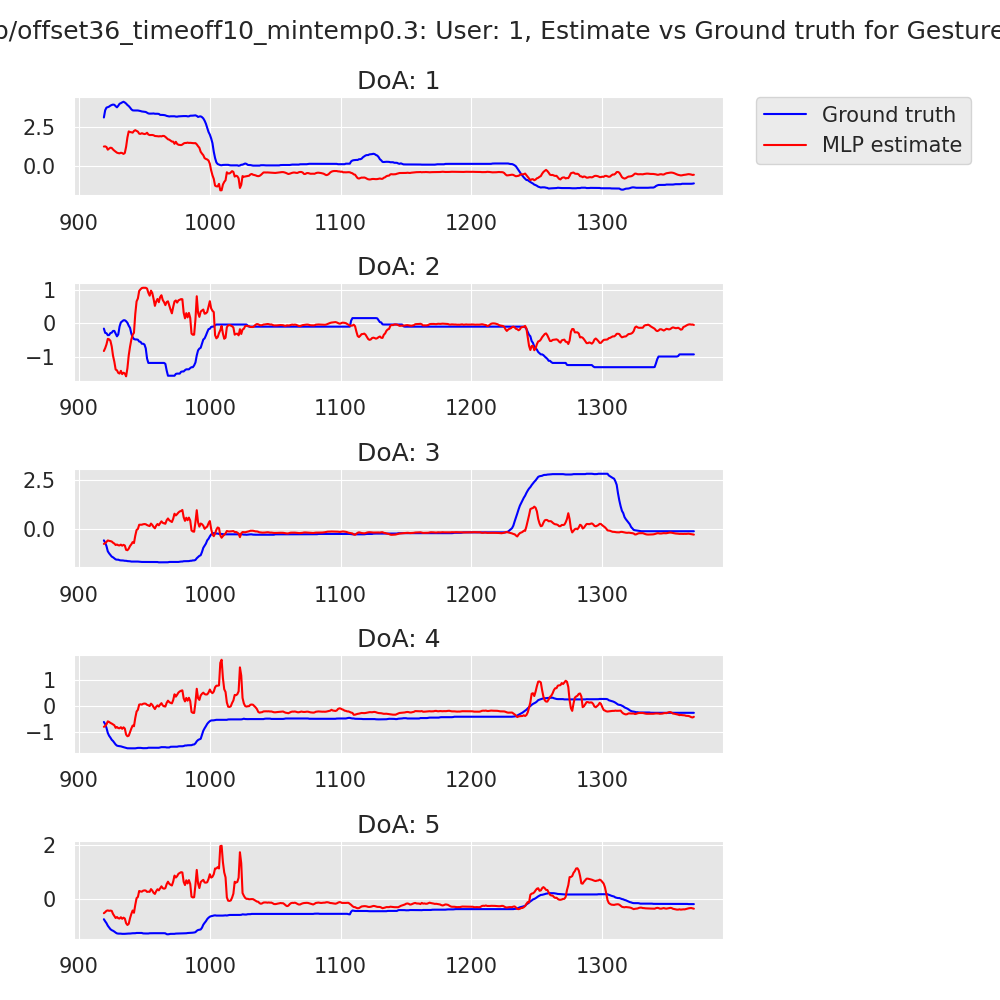 o/offset36_timeoff10_mintemp0.3: User: 1, Estimate vs Ground truth for Gesture
DoA: 1
Ground truth
MLP estimate
2.5
0.0
900 1000 1100 1200 1300
DoA: 2
1
0
−1
900 1000 1100 1200 1300
DoA: 3
2.5
0.0
900 1000 1100 1200 1300
DoA: 4
1
0
−1
900 1000 1100 1200 1300
DoA: 5
2
0
900 1000 1100 1200 1300